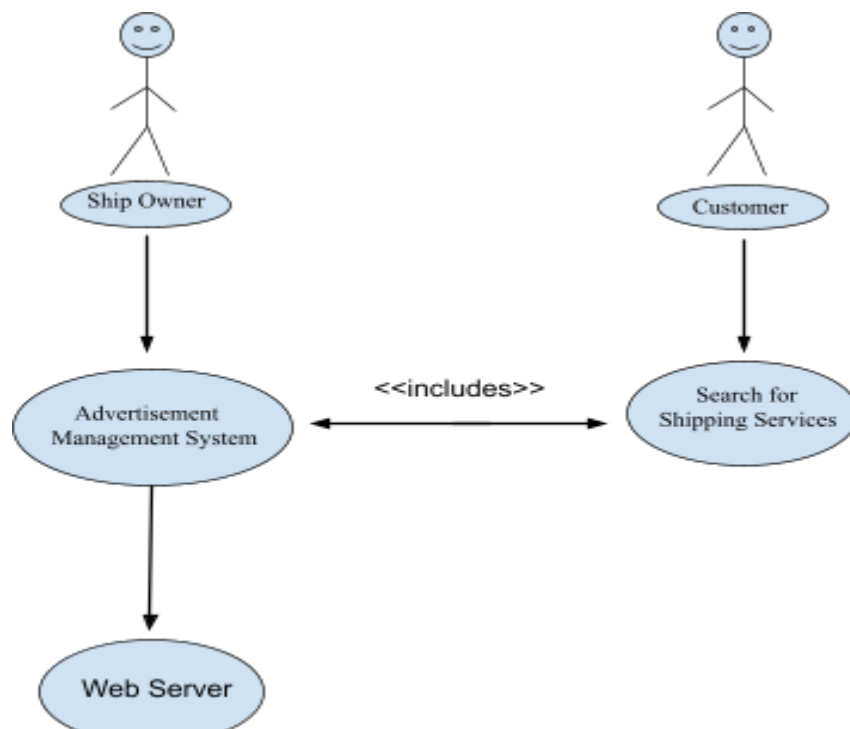 Ship Owner
Customer
<<includes>>
Advertisement
Management System
Search for
Shipping Services
Web Server